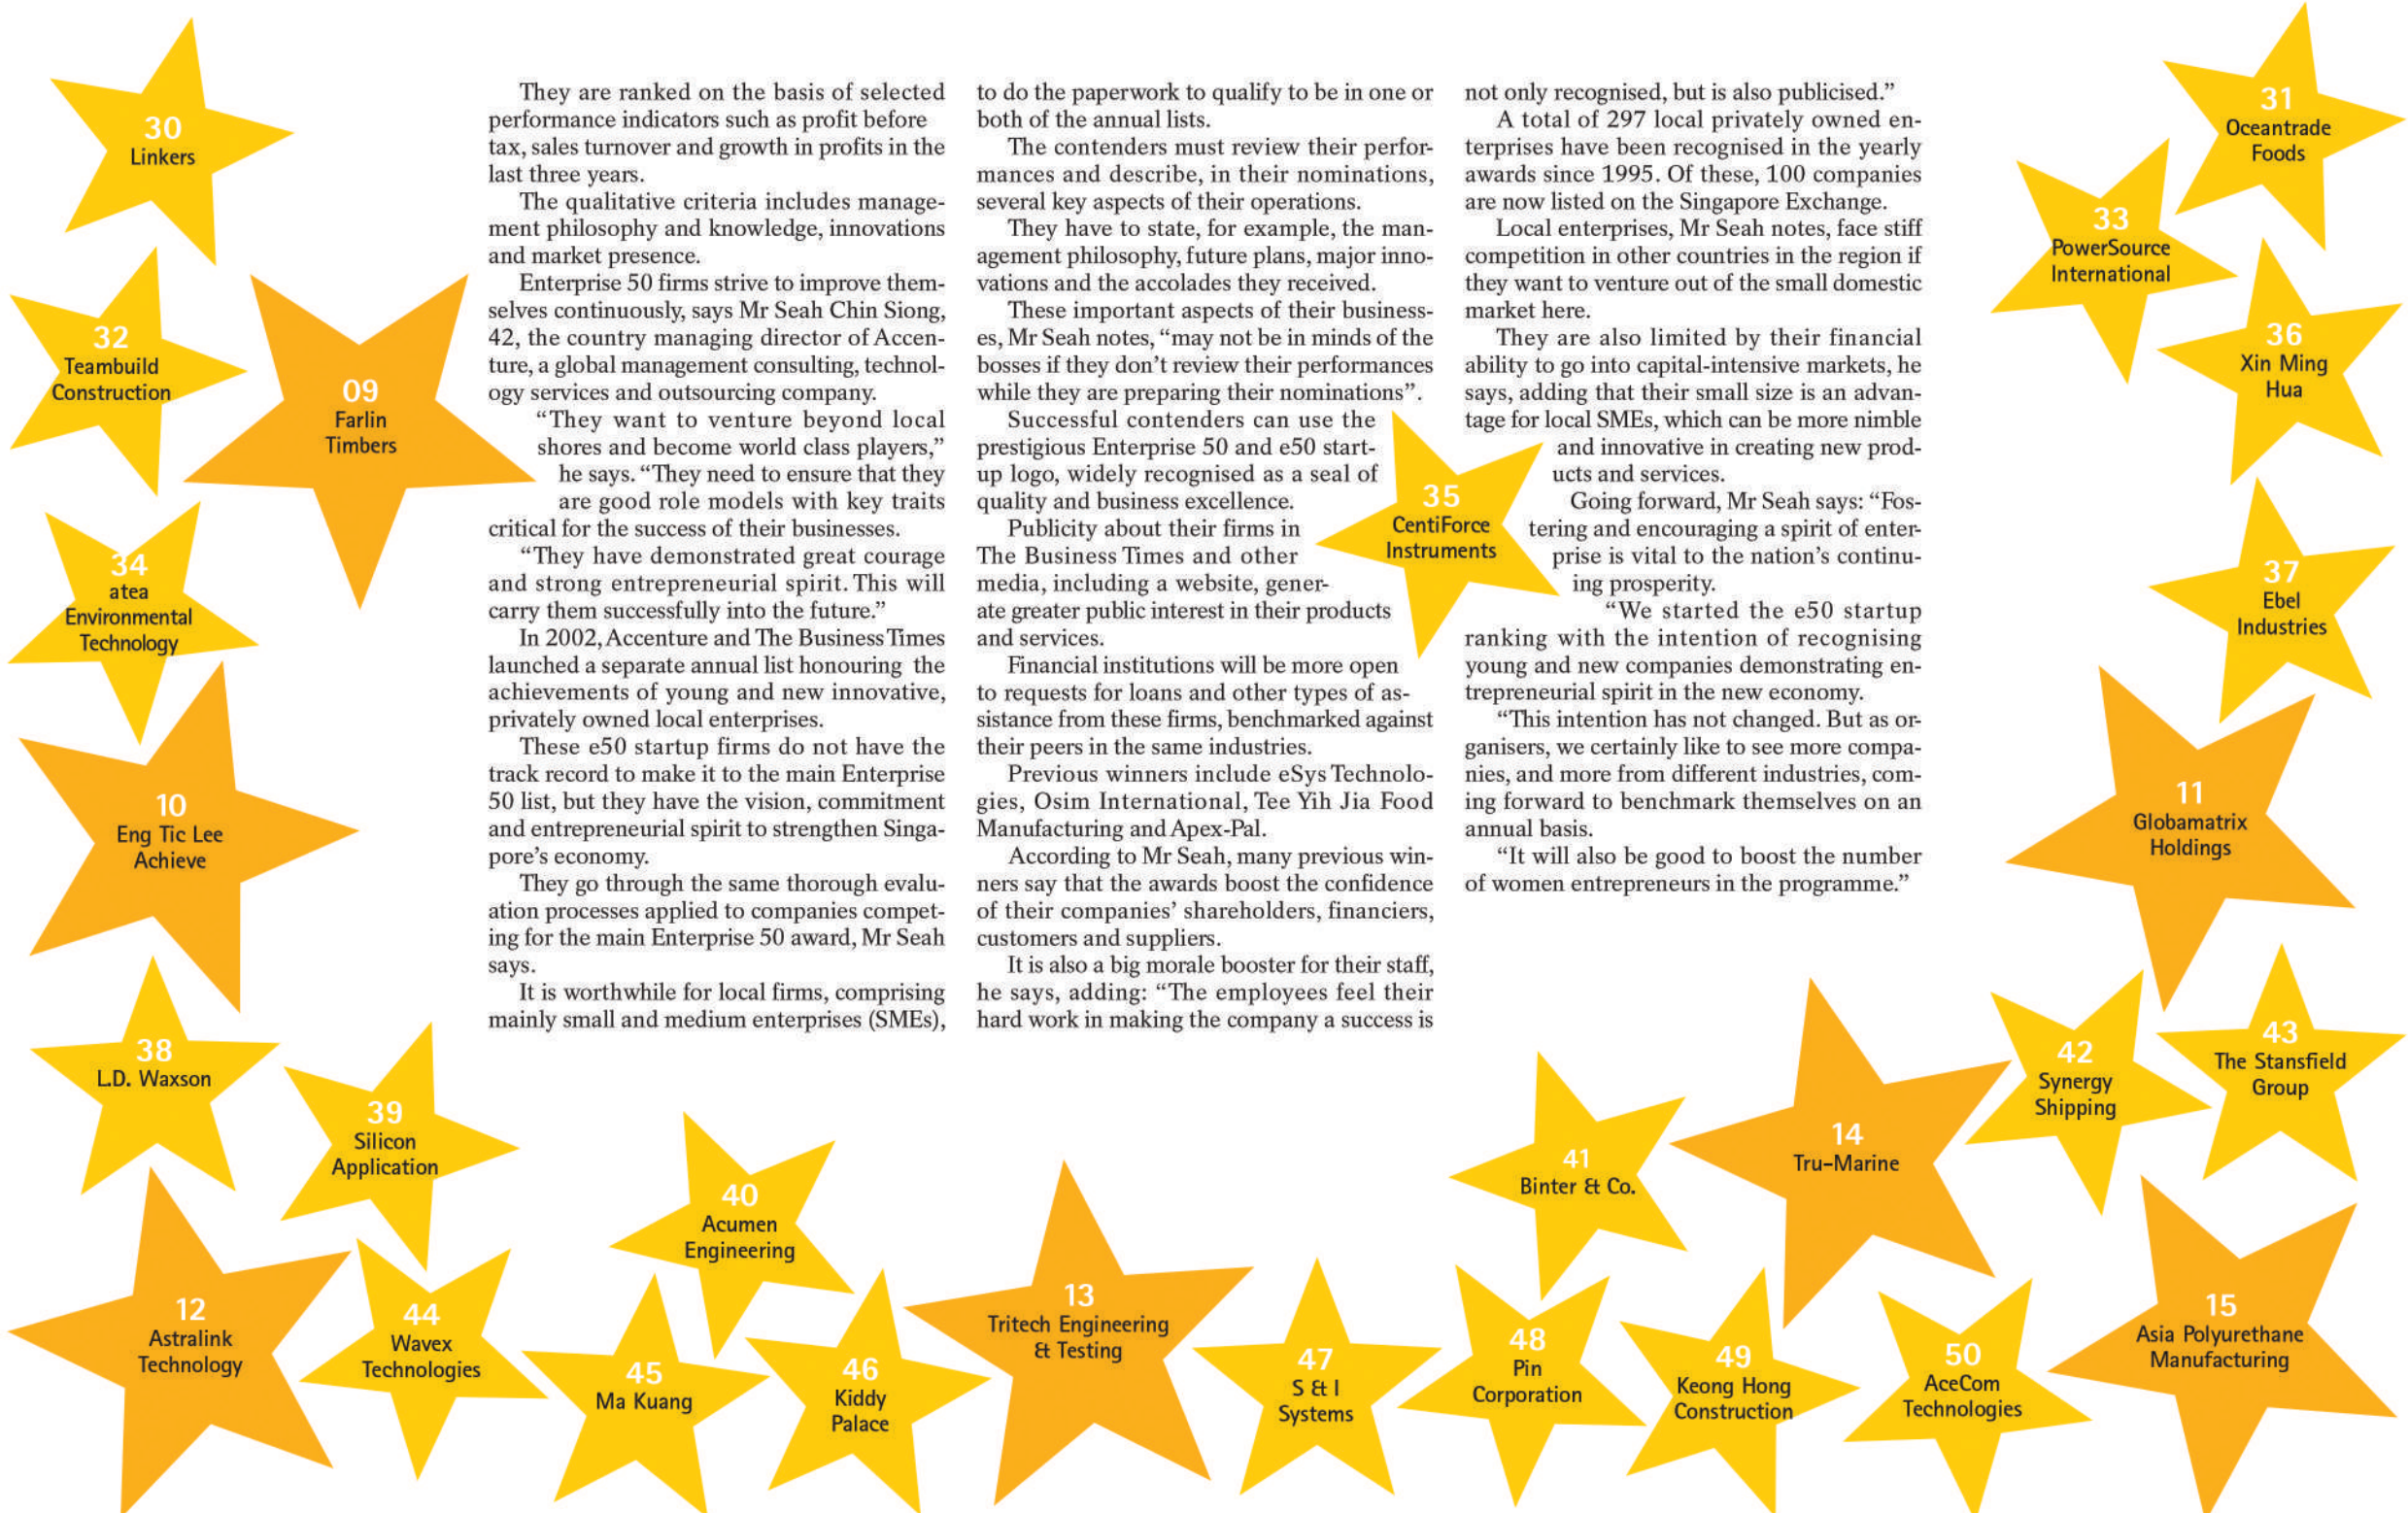 30
Linkers
32
Teambuild
Construction
09
Farlin
Timbers
34
atea
Environmental
Technology
10
Eng Tic Lee
Achieve
38
L.D. Waxson
39
Silicon
Application
12
Astralink
Technology
44
Wavex
Technologies
They are ranked on the basis of selected
performance indicators such as profit before
tax, sales turnover and growth in profits in the
last three years.
The qualitative criteria includes manage-
ment philosophy and knowledge, innovations
and market presence.
Enterprise 50 firms strive to improve them-
selves continuously, says Mr Seah Chin Siong,
42, the country managing director of Accen-
ture, a global management consulting, technol-
ogy services and outsourcing company.
“They want to venture beyond local
shores and become world class players,”
he says. “They need to ensure that they
are good role models with key traits
critical for the success of their businesses.
“They have demonstrated great courage
and strong entrepreneurial spirit. This will
carry them successfully into the future.”
In 2002, Accenture and The Business Times
launched a separate annual list honouring the
achievements of young and new innovative,
privately owned local enterprises.
These e50 startup firms do not have the
track record to make it to the main Enterprise
50 list, but they have the vision, commitment
and entrepreneurial spirit to strengthen Singa-
pore’s economy.
They go through the same thorough evalu-
ation processes applied to companies compet-
ing for the main Enterprise 50 award, Mr Seah
says.
It is worthwhile for local firms, comprising
mainly small and medium enterprises (SMEs),
to do the paperwork to qualify to be in one or
both of the annual lists.
The contenders must review their perfor-
mances and describe, in their nominations,
several key aspects of their operations.
They have to state, for example, the man-
agement philosophy, future plans, major inno-
vations and the accolades they received.
These important aspects of their business-
es, Mr Seah notes, “may not be in minds of the
bosses if they don’t review their performances
while they are preparing their nominations”.
Successful contenders can use the
prestigious Enterprise 50 and e50 start-
up logo, widely recognised as a seal of
quality and business excellence.
Publicity about their firms in
The Business Times and other
media, including a website, gener-
ate greater public interest in their products
and services.
Financial institutions will be more open
to requests for loans and other types of as-
sistance from these firms, benchmarked against
their peers in the same industries.
Previous winners include eSys Technolo-
gies, Osim International, Tee Yih Jia Food
Manufacturing and Apex-Pal.
According to Mr Seah, many previous win-
ners say that the awards boost the confidence
of their companies’ shareholders, financiers,
customers and suppliers.
It is also a big morale booster for their staff,
he says, adding: “The employees feel their
hard work in making the company a success is
35
CentiForce
Instruments
not only recognised, but is also publicised.”
A total of 297 local privately owned en-
terprises have been recognised in the yearly
awards since 1995. Of these, 100 companies
are now listed on the Singapore Exchange.
Local enterprises, Mr Seah notes, face stiff
competition in other countries in the region if
they want to venture out of the small domestic
market here.
They are also limited by their financial
ability to go into capital-intensive markets, he
says, adding that their small size is an advan-
tage for local SMEs, which can be more nimble
and innovative in creating new prod-
ucts and services.
Going forward, Mr Seah says: “Fos-
tering and encouraging a spirit of enter-
prise is vital to the nation’s continu-
ing prosperity.
“We started the e50 startup
ranking with the intention of recognising
young and new companies demonstrating en-
trepreneurial spirit in the new economy.
“This intention has not changed. But as or-
ganisers, we certainly like to see more compa-
nies, and more from different industries, com-
ing forward to benchmark themselves on an
annual basis.
“It will also be good to boost the number
of women entrepreneurs in the programme.”
31
Oceantrade
Foods
33
PowerSource
International
36
Xin Ming
Hua
37
Ebel
Industries
11
Globamatrix
Holdings
40
Acumen
Engineering
45
Ma Kuang
46
Kiddy
Palace
13
Tritech Engineering
& Testing
47
S & I
Systems
41
Binter & Co.
48
Pin
Corporation
14
Tru-Marine
49
Keong Hong
Construction
42
Synergy
Shipping
43
The Stansfield
Group
50
AceCom
Technologies
15
Asia Polyurethane
Manufacturing